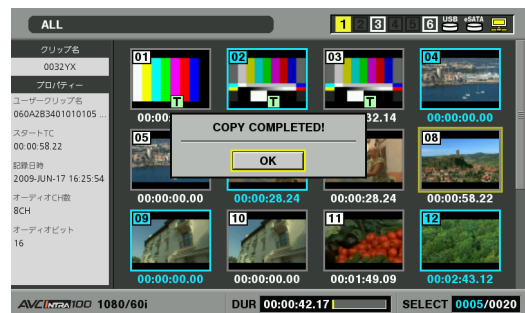 ALL
1 2 3 4 5 6 USB eSATA
クリップ名
0032YX
プロパティー
ユーザークリップ名
060A2B3401010105 ...
スタートTC
00:00:58.22
記録日時
2009-JUN-17 16:25:54
オーディオCH数
8CH
オーディオビット
16
01 02 03 04
T T
00:00: 32.14 00:00:00.00
COPY COMPLETED!
OK
05 08
00:00:00.00 00:00:28.24 00:00:28.24 00:00:58.22
09 10 11 12
00:00:00.00 00:00:00.00 00:01:49.09 00:02:43.12
AVC INTRA 100 1080/60i DUR 00:00:42.17 SELECT 0005/0020